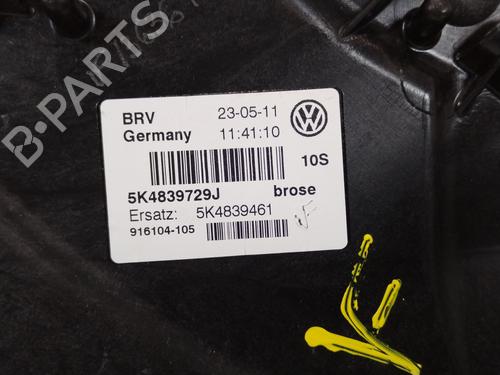 BRV 23-05-11
Germany 11:41:10
10S
5K4839729J brose
Ersatz: 5K4839461
916104-105
B-PARTS